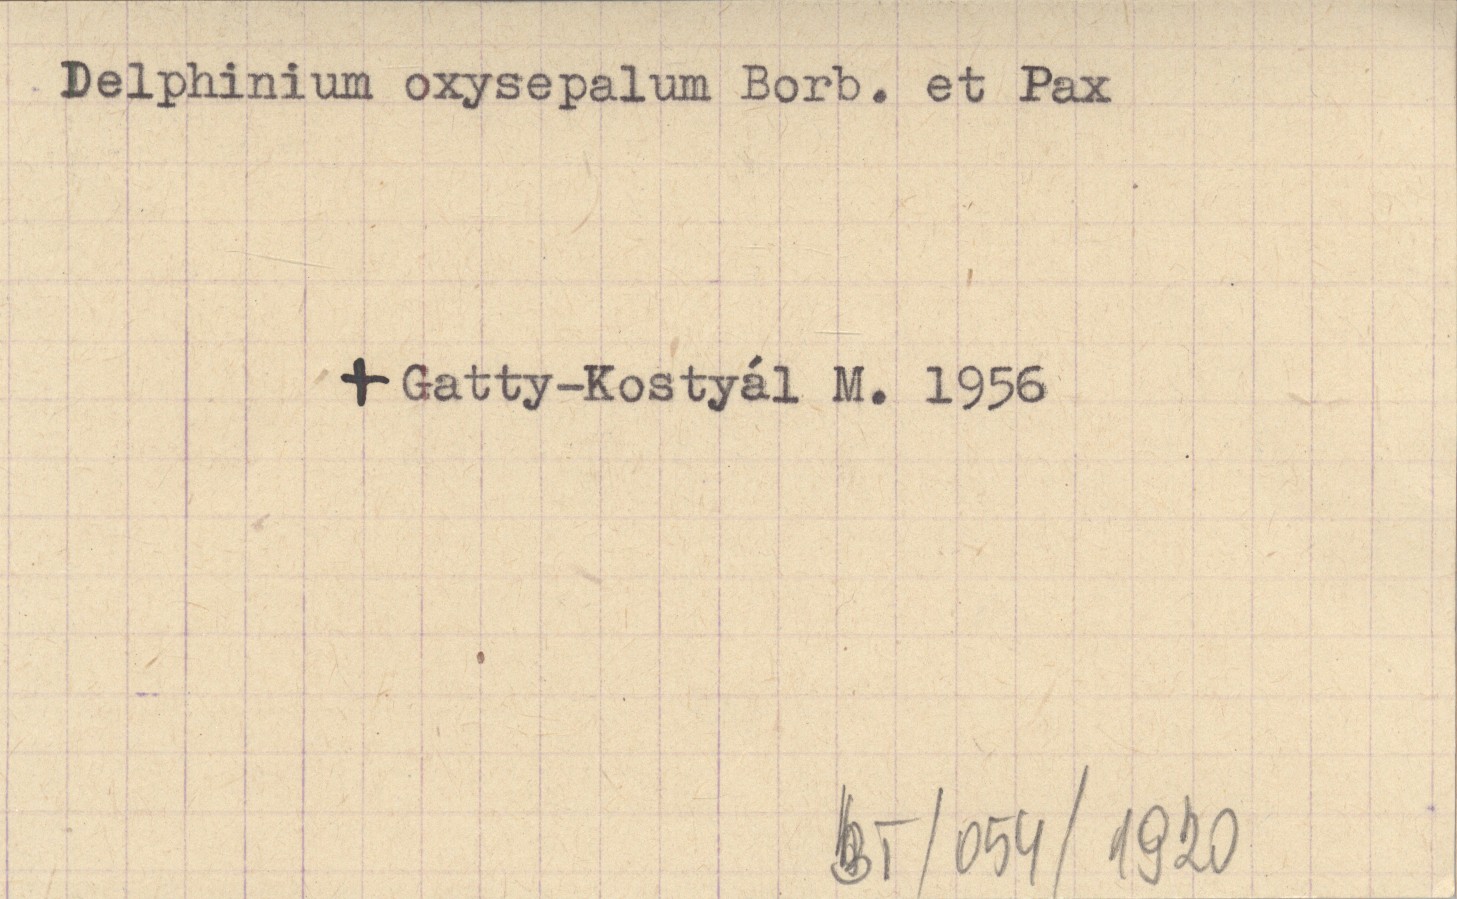 Delphinium oxysepalum Borb. et Pax
+ Gatty-Kostyál M. 1956
BT/054/1920